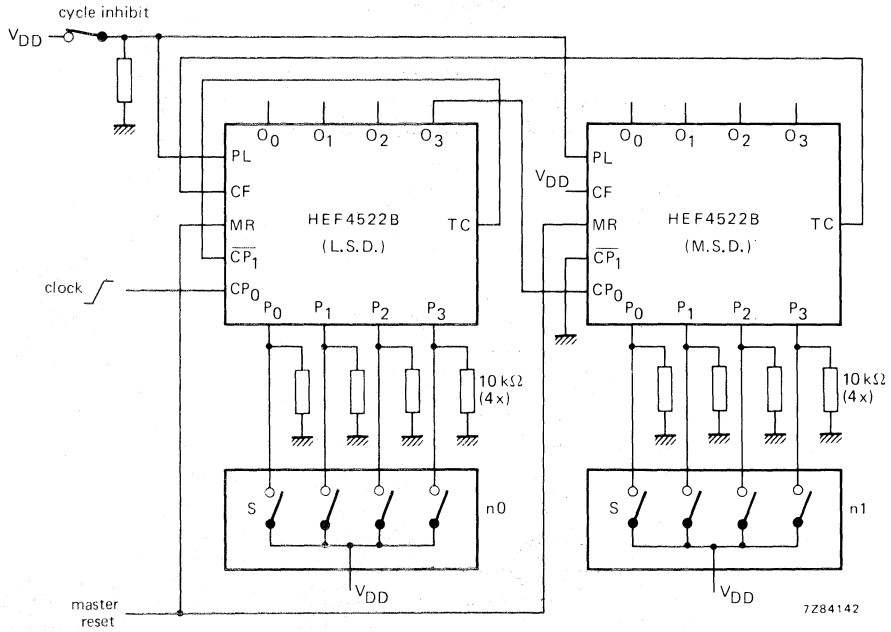 cycle inhibit
VDD
O0 O1 O2 O3
PL
CF
MR
CP1
CP0
HEF4522B
(L.S.D.)
TC
P0 P1 P2 P3
clock
O0 O1 O2 O3
PL
VDD
CF
MR
CP1
CP0
HEF4522B
(M.S.D.)
TC
P0 P1 P2 P3
10 kΩ
(4x)
10 kΩ
(4x)
S
n0
VDD
S
n1
VDD
master
reset
7Z84142